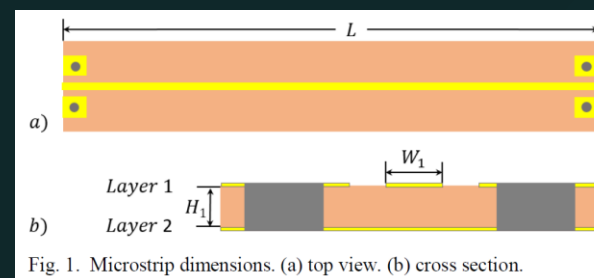 L
a)
W₁
Layer 1
H₁
b)
Layer 2
Fig. 1. Microstrip dimensions. (a) top view. (b) cross section.